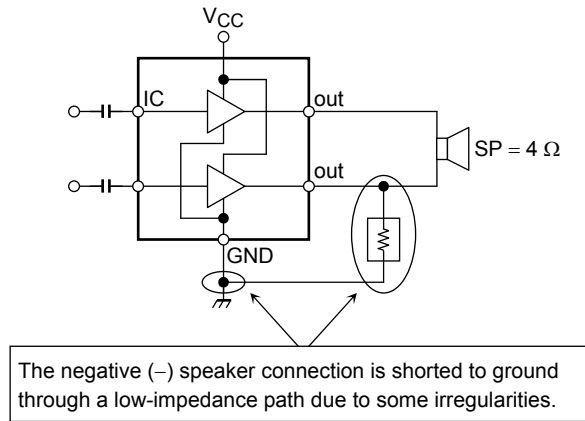 VCC
IC
out
SP = 4 Ω
out
GND
The negative (−) speaker connection is shorted to ground
through a low-impedance path due to some irregularities.